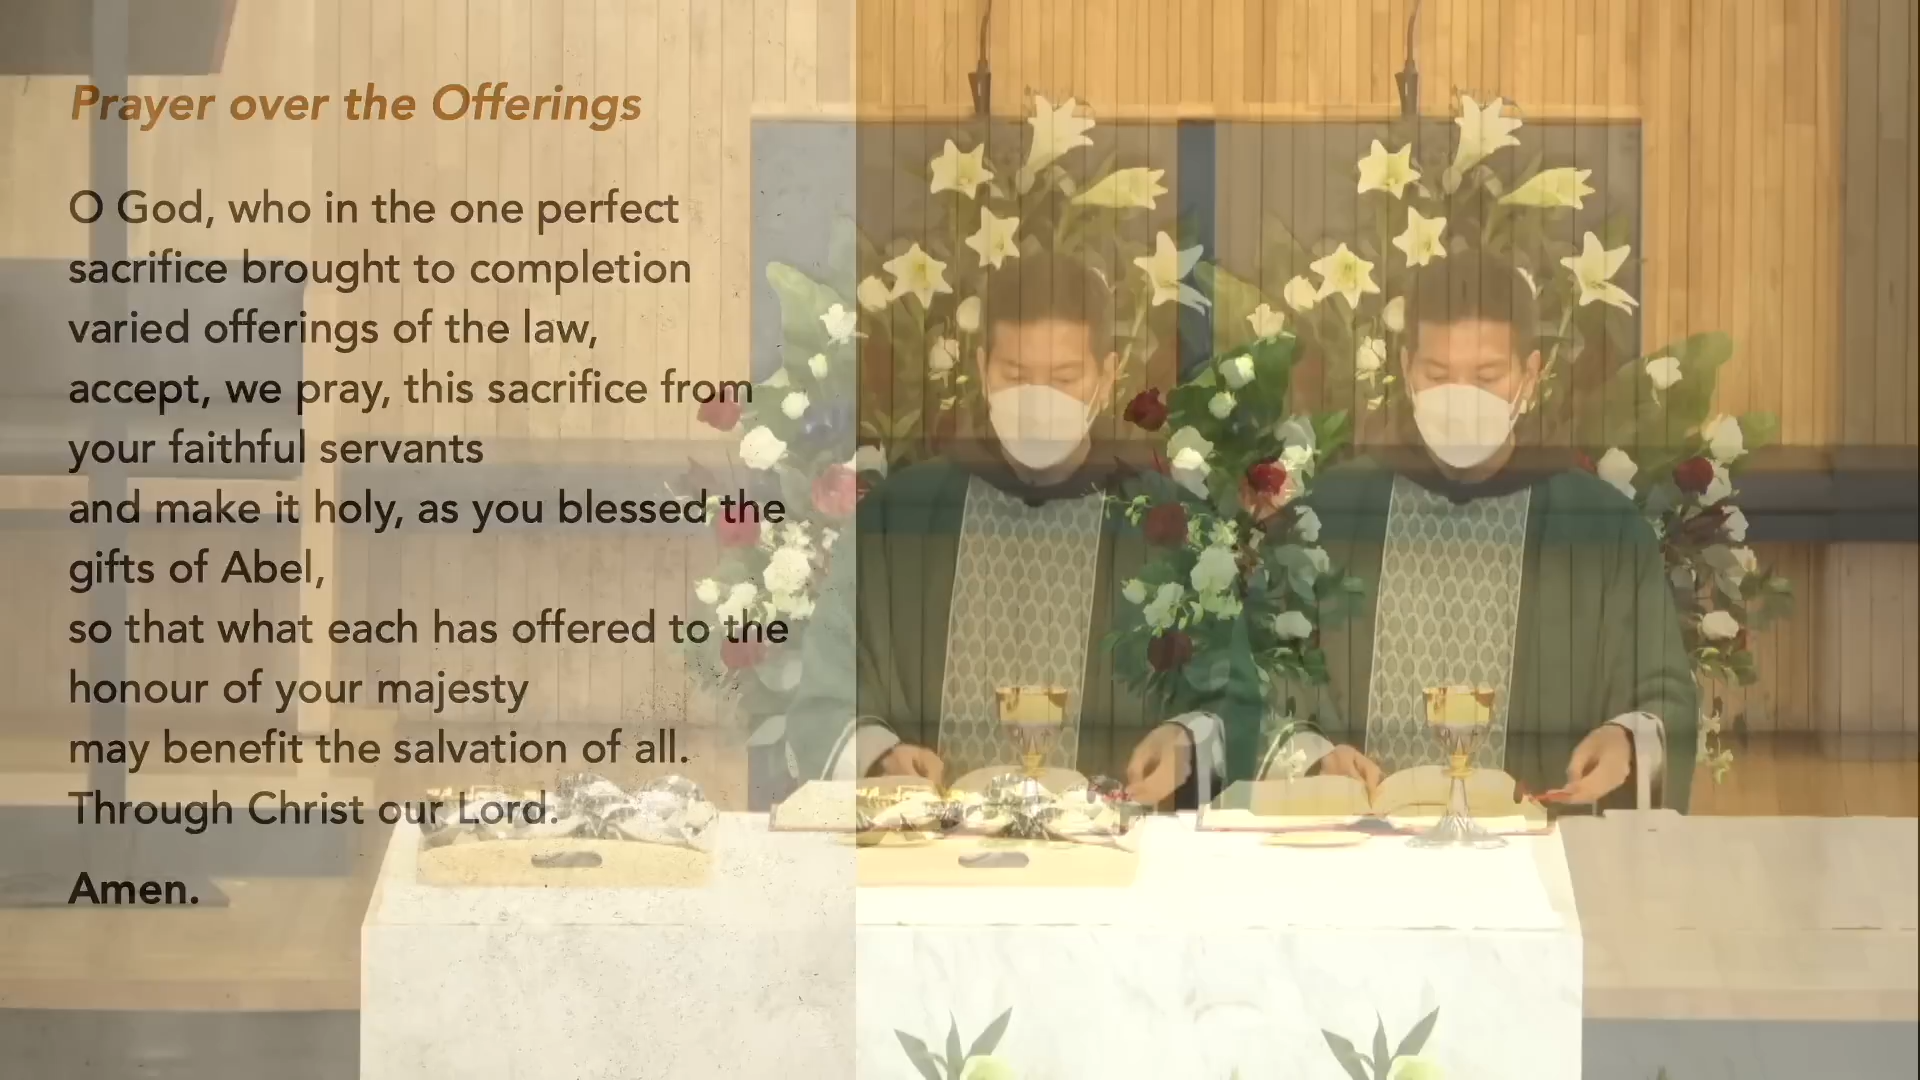 Prayer over the Offerings
O God, who in the one perfect
sacrifice brought to completion
varied offerings of the law,
accept, we pray, this sacrifice from
your faithful servants
and make it holy, as you blessed the
gifts of Abel,
so that what each has offered to the
honour of your majesty
may benefit the salvation of all.
Through Christ our Lord.
Amen.